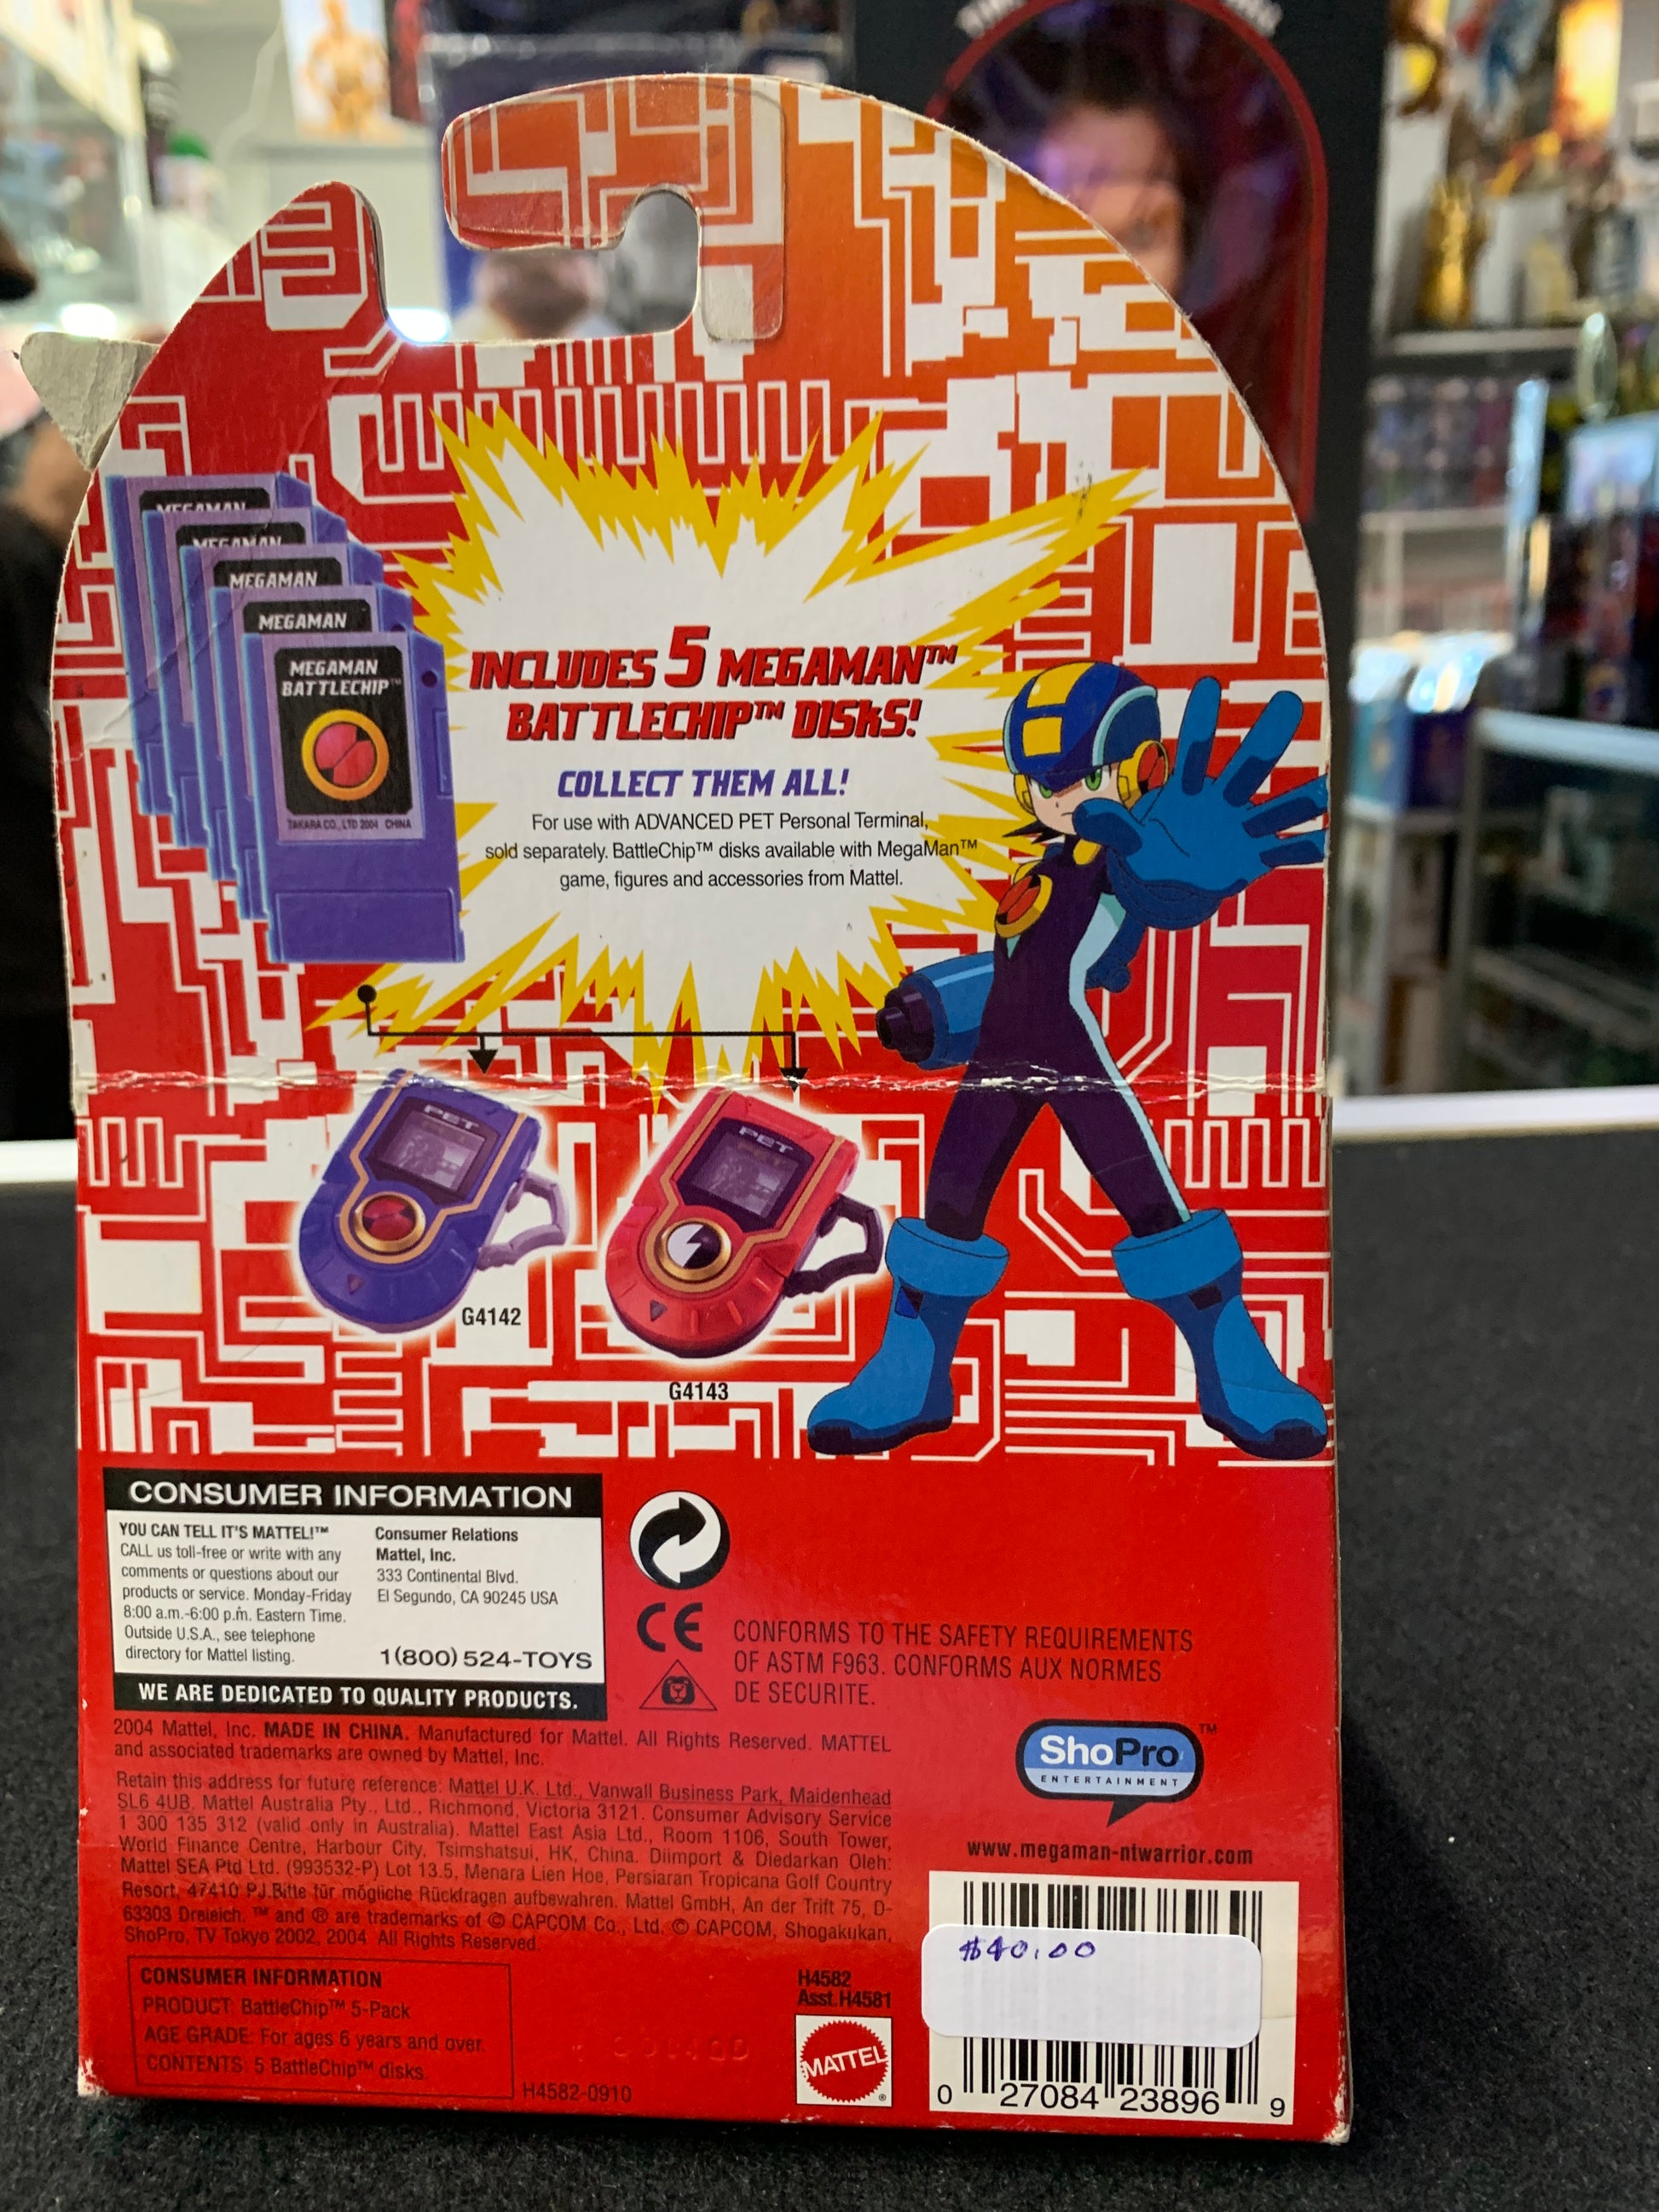 MEGAMAN
MEGAMAN
MEGAMAN
MEGAMAN
MEGAMAN
BATTLECHIP™
TAKARA CO., LTD 2004 CHINA
INCLUDES 5 MEGAMAN™
BATTLECHIP™ DISKS!
COLLECT THEM ALL!
For use with ADVANCED PET Personal Terminal,
sold separately. BattleChip™ disks available with MegaMan™
game, figures and accessories from Mattel.
PET
PET
G4142
G4143
CONSUMER INFORMATION
YOU CAN TELL IT'S MATTEL!™
CALL us toll-free or write with any
comments or questions about our
products or service. Monday-Friday
8:00 a.m.-6:00 p.m. Eastern Time.
Outside U.S.A., see telephone
directory for Mattel listing.
Consumer Relations
Mattel, Inc.
333 Continental Blvd.
El Segundo, CA 90245 USA
1(800) 524-TOYS
WE ARE DEDICATED TO QUALITY PRODUCTS.
CE
CONFORMS TO THE SAFETY REQUIREMENTS
OF ASTM F963. CONFORMS AUX NORMES
DE SECURITE.
2004 Mattel, Inc. MADE IN CHINA. Manufactured for Mattel. All Rights Reserved. MATTEL
and associated trademarks are owned by Mattel, Inc.
Retain this address for future reference: Mattel U.K. Ltd., Vanwall Business Park, Maidenhead
SL6 4UB. Mattel Australia Pty., Ltd., Richmond, Victoria 3121. Consumer Advisory Service
1 300 135 312 (valid only in Australia). Mattel East Asia Ltd., Room 1106, South Tower,
World Finance Centre, Harbour City, Tsimshatsui, HK, China. Diimport & Diedarkan Oleh:
Mattel SEA Ptd Ltd. (993532-P) Lot 13.5, Menara Lien Hoe, Persiaran Tropicana Golf Country
Resort, 47410 PJ.Bitte für mögliche Rückfragen aufbewahren. Mattel GmbH, An der Trift 75, D-
63303 Dreieich. ™ and ® are trademarks of © CAPCOM Co., Ltd. © CAPCOM, Shogakukan,
ShoPro, TV Tokyo 2002, 2004 All Rights Reserved.
ShoPro™
ENTERTAINMENT
www.megaman-ntwarrior.com
CONSUMER INFORMATION
PRODUCT: BattleChip™ 5-Pack
AGE GRADE: For ages 6 years and over.
CONTENTS: 5 BattleChip™ disks.
H4582-0910
H4582
Asst.H4581
MATTEL®
$40.00
0 27084 23896 9